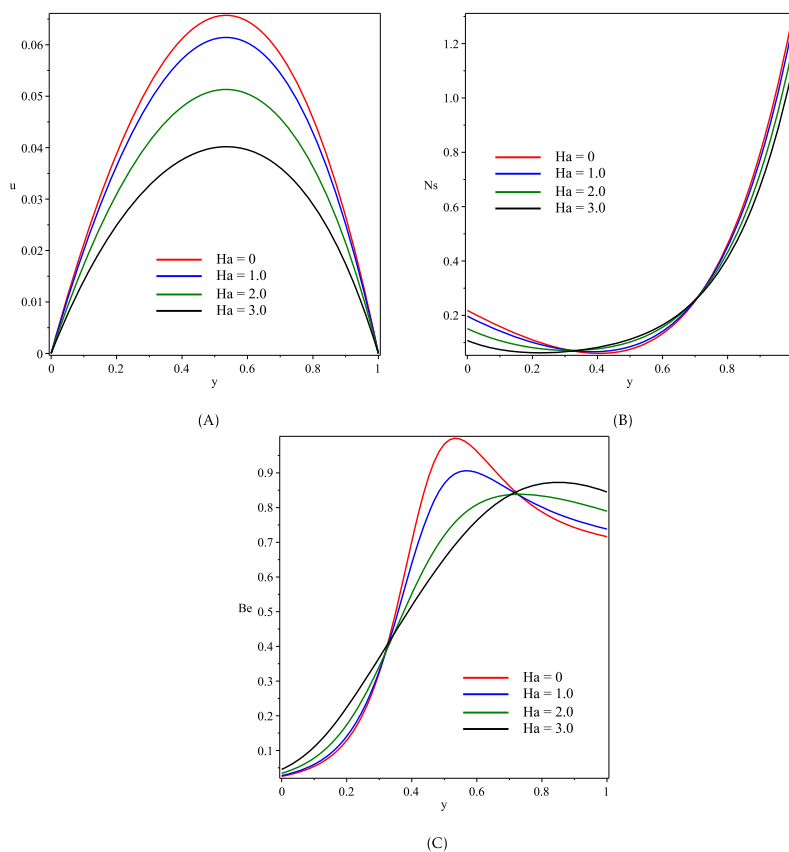 0.06
0.05
0.04
u
0.03
0.02
0.01
0
Ha = 0
Ha = 1.0
Ha = 2.0
Ha = 3.0
0 0.2 0.4 0.6 0.8 1
y
(A)
1.2
1.0
0.8
Ns
0.6
0.4
0.2
Ha = 0
Ha = 1.0
Ha = 2.0
Ha = 3.0
0 0.2 0.4 0.6 0.8
y
(B)
0.9
0.8
0.7
0.6
Be
0.5
0.4
0.3
0.2
0.1
Ha = 0
Ha = 1.0
Ha = 2.0
Ha = 3.0
0 0.2 0.4 0.6 0.8 1
y
(C)